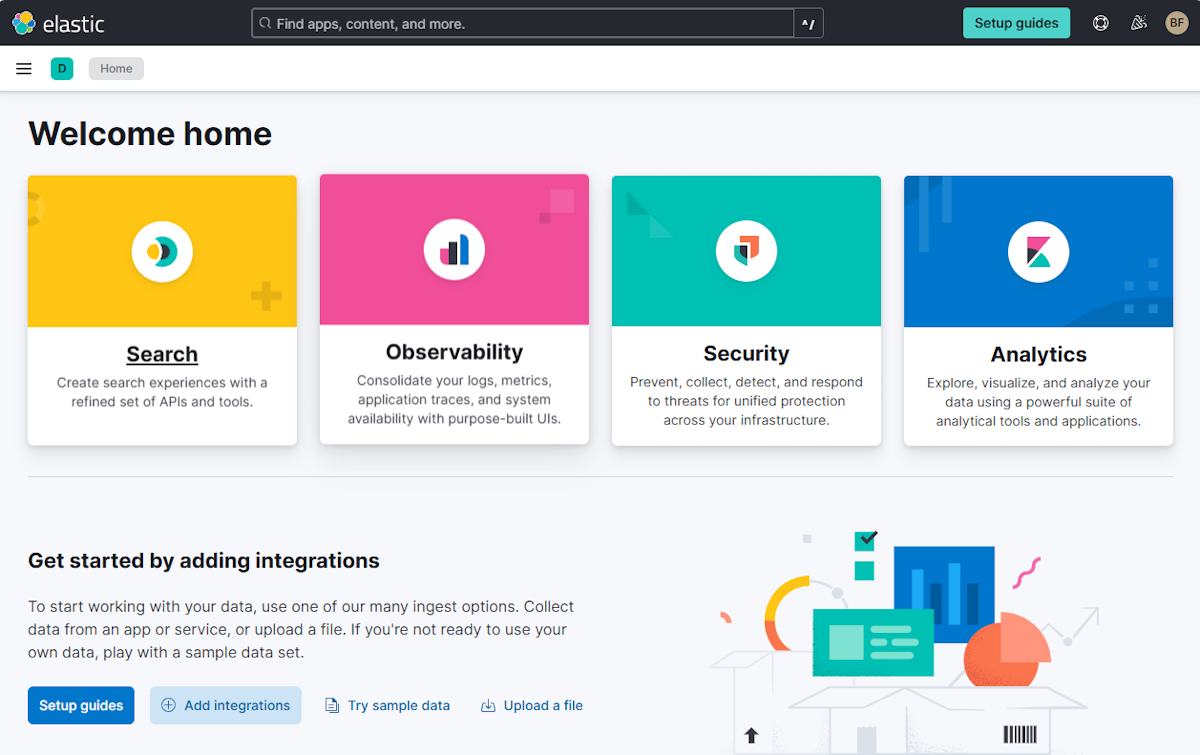 elastic
Find apps, content, and more.
^/
Setup guides
BF
D
Home
Welcome home
Search
Create search experiences with a
refined set of APIs and tools.
Observability
Consolidate your logs, metrics,
application traces, and system
availability with purpose-built UIs.
Security
Prevent, collect, detect, and respond
to threats for unified protection
across your infrastructure.
Analytics
Explore, visualize, and analyze your
data using a powerful suite of
analytical tools and applications.
Get started by adding integrations
To start working with your data, use one of our many ingest options. Collect
data from an app or service, or upload a file. If you're not ready to use your
own data, play with a sample data set.
Setup guides
Add integrations
Try sample data
Upload a file